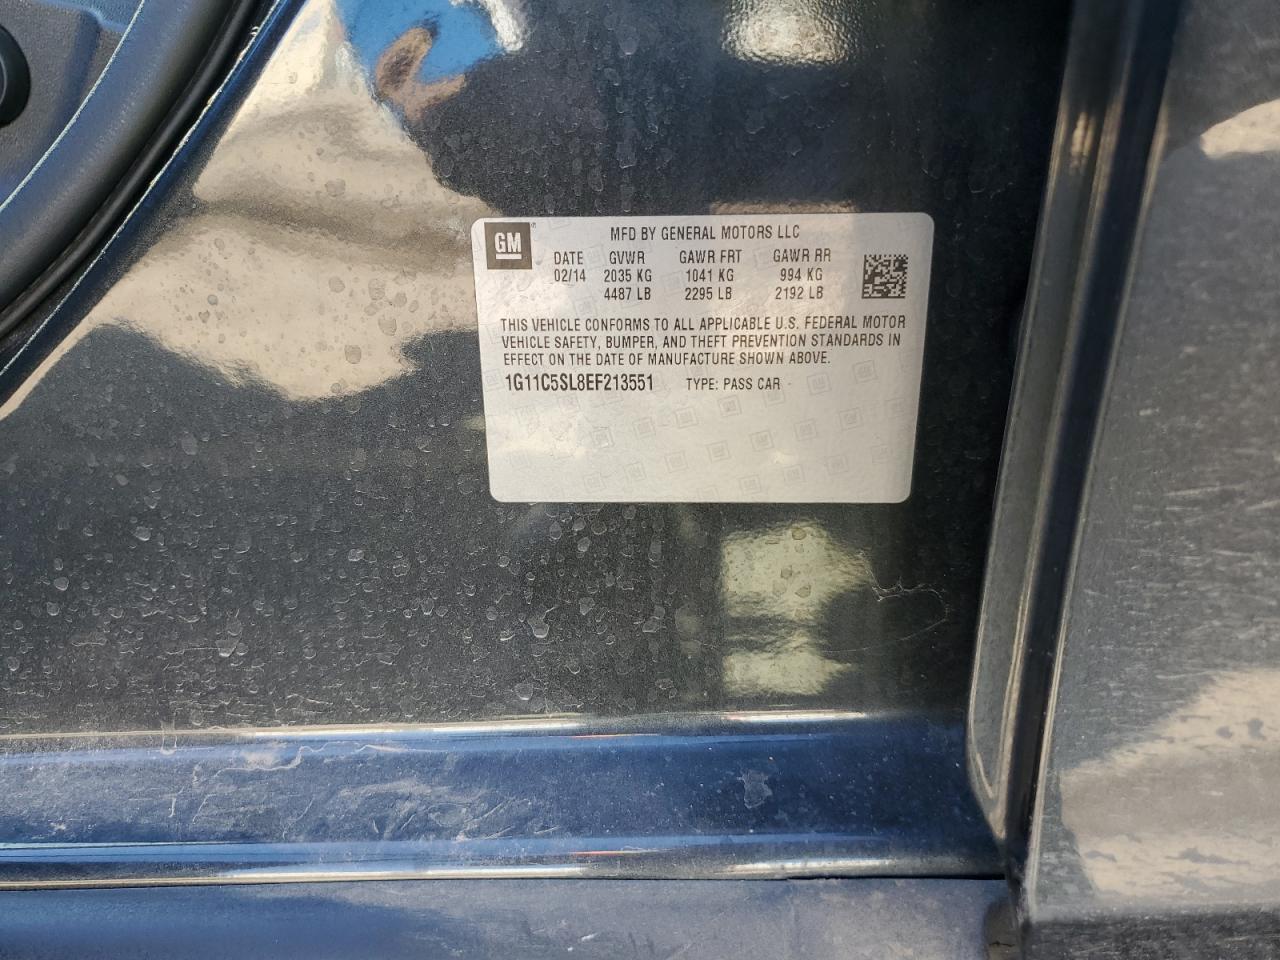 GM
MFD BY GENERAL MOTORS LLC
DATE GVWR GAWR FRT GAWR RR
02/14 2035 KG 1041 KG 994 KG
4487 LB 2295 LB 2192 LB
THIS VEHICLE CONFORMS TO ALL APPLICABLE U.S. FEDERAL MOTOR
VEHICLE SAFETY, BUMPER, AND THEFT PREVENTION STANDARDS IN
EFFECT ON THE DATE OF MANUFACTURE SHOWN ABOVE.
1G11C5SL8EF213551 TYPE: PASS CAR